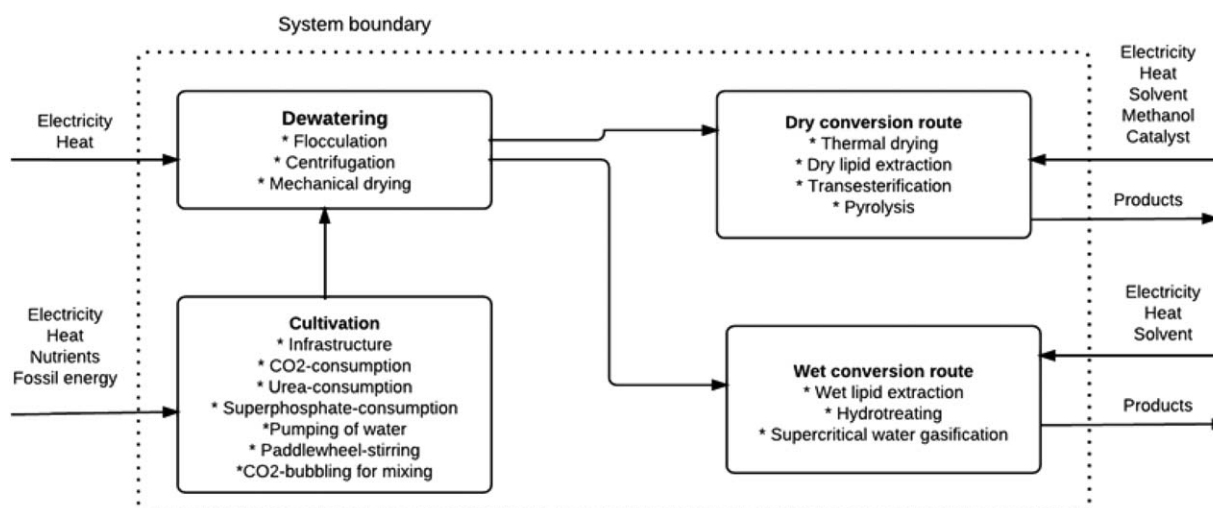 System boundary
Electricity
Heat
Dewatering
* Flocculation
* Centrifugation
* Mechanical drying
Dry conversion route
* Thermal drying
* Dry lipid extraction
* Transesterification
* Pyrolysis
Electricity
Heat
Solvent
Methanol
Catalyst
Products
Electricity
Heat
Nutrients
Fossil energy
Cultivation
* Infrastructure
* CO2-consumption
* Urea-consumption
* Superphosphate-consumption
*Pumping of water
* Paddlewheel-stirring
*CO2-bubbling for mixing
Wet conversion route
* Wet lipid extraction
* Hydrotreating
* Supercritical water gasification
Electricity
Heat
Solvent
Products